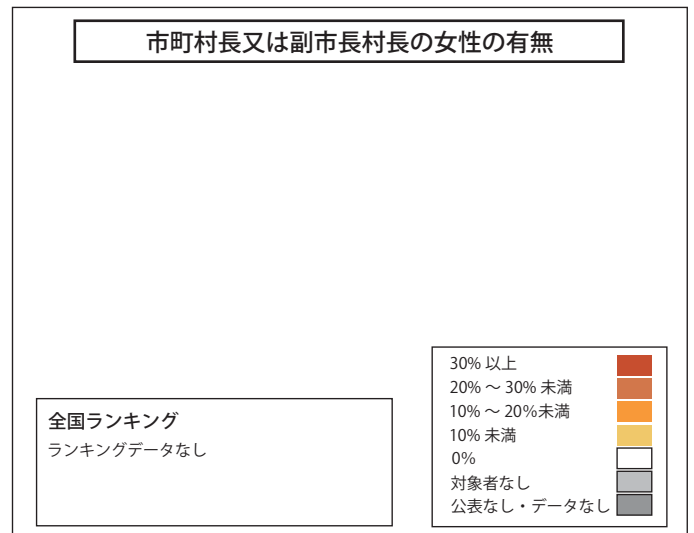 市町村長又は副市長村長の女性の有無
30% 以上
20% ～ 30% 未満
10% ～ 20%未満
10% 未満
0%
対象者なし
公表なし・データなし
全国ランキング
ランキングデータなし